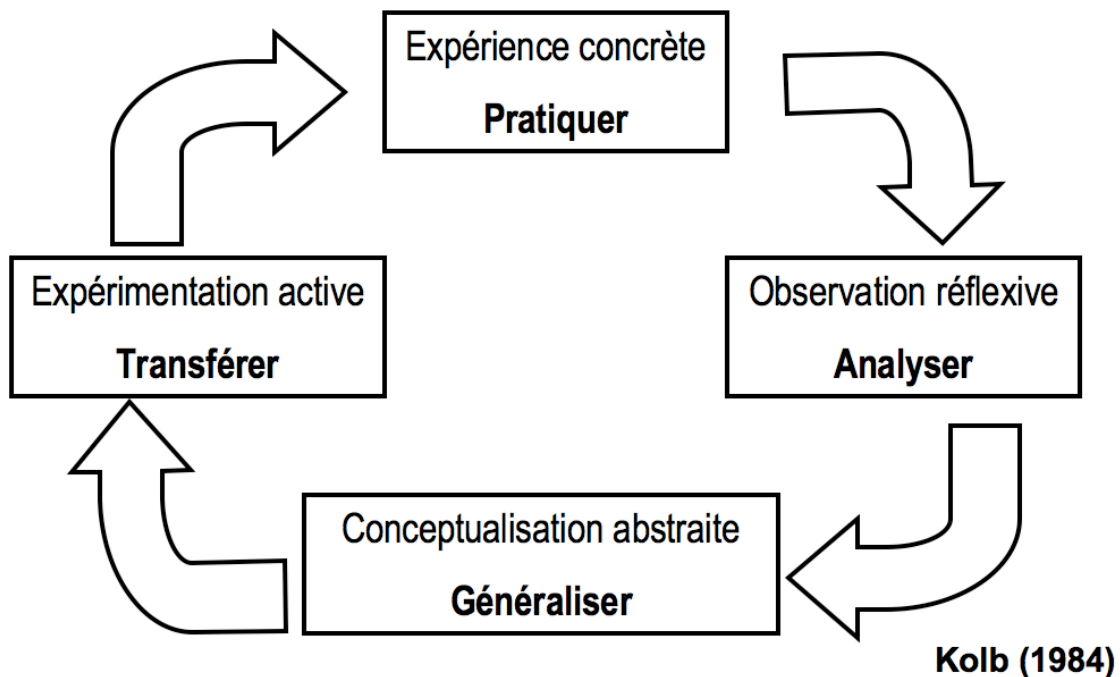 Expérience concrète
Pratiquer
Observation réflexive
Analyser
Conceptualisation abstraite
Généraliser
Expérimentation active
Transférer
Kolb (1984)